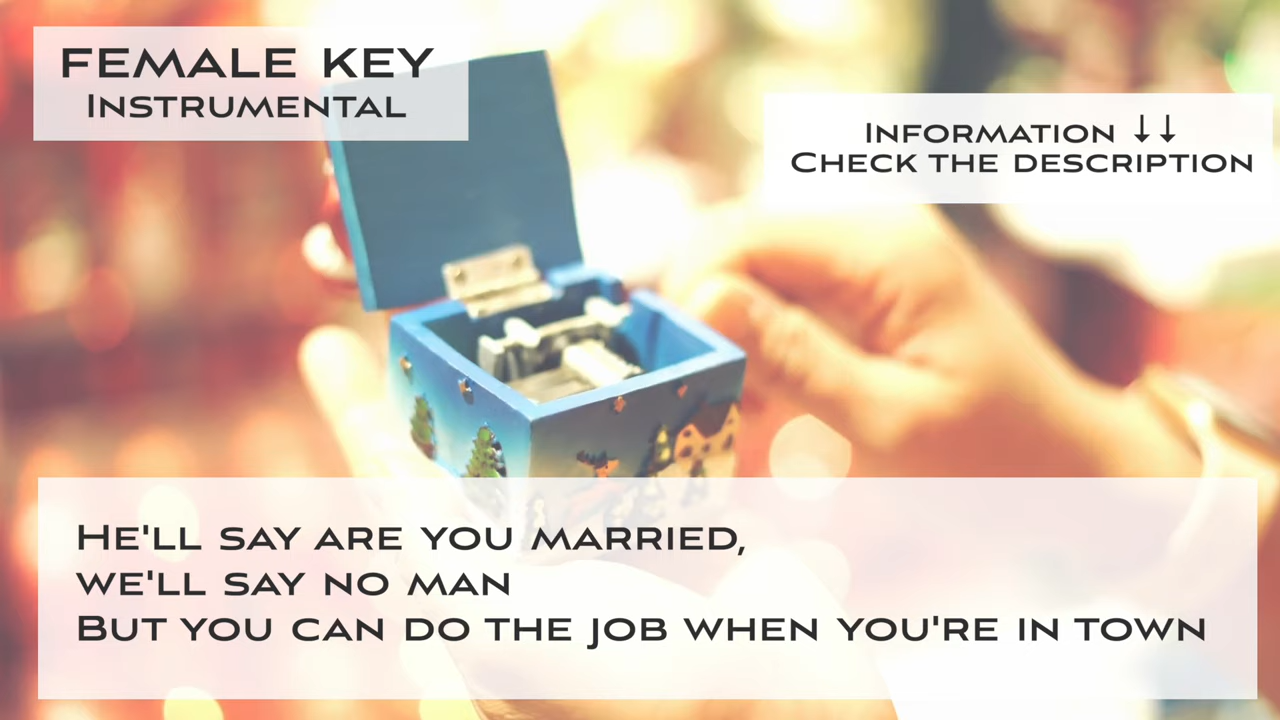 FEMALE KEY
INSTRUMENTAL
INFORMATION ↓↓
CHECK THE DESCRIPTION
HE'LL SAY ARE YOU MARRIED,
WE'LL SAY NO MAN
BUT YOU CAN DO THE JOB WHEN YOU'RE IN TOWN